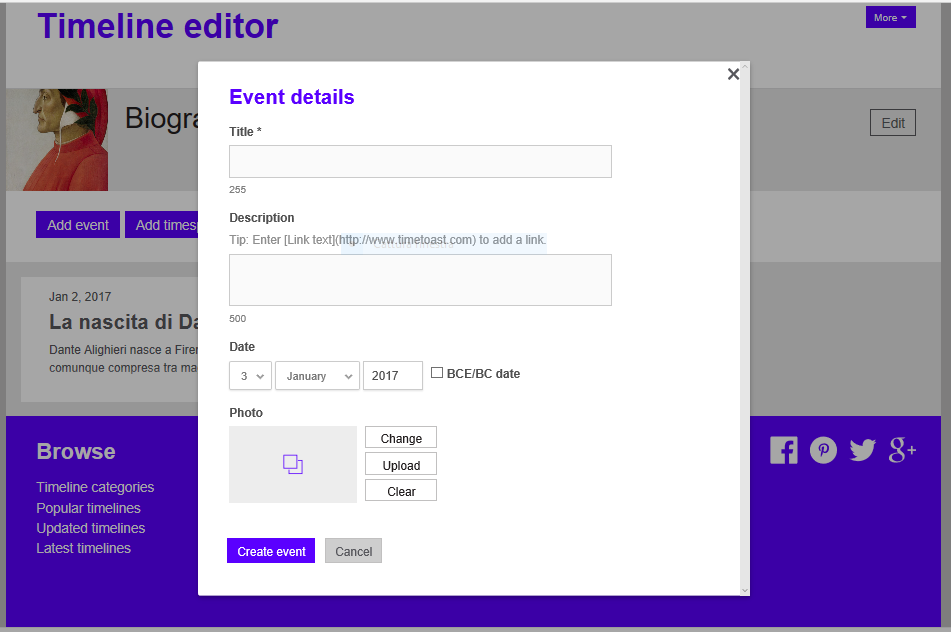 Timeline editor
More
Event details
Biogra
Edit
Title *
255
Add event
Add timesp
Description
Tip: Enter [Link text](http://www.timetoast.com) to add a link.
500
Jan 2, 2017
La nascita di Da
Dante Alighieri nasce a Firen
comunque compresa tra ma
Date
3
January
2017
BCE/BC date
Photo
Change
Upload
Clear
Browse
Timeline categories
Popular timelines
Updated timelines
Latest timelines
Create event
Cancel